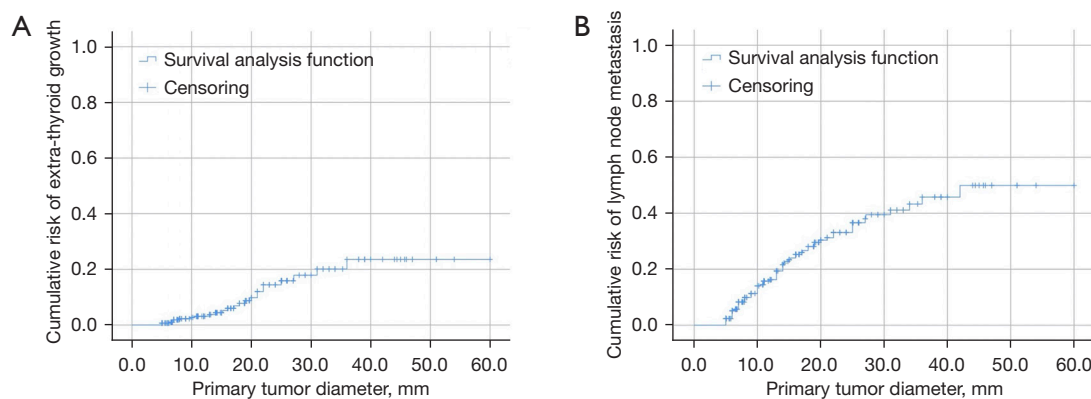 A
Cumulative risk of extra-thyroid growth
1.0
0.8
0.6
0.4
0.2
0.0
Survival analysis function
Censoring
0.0 10.0 20.0 30.0 40.0 50.0 60.0
Primary tumor diameter, mm
B
Cumulative risk of lymph node metastasis
1.0
0.8
0.6
0.4
0.2
0.0
Survival analysis function
Censoring
0.0 10.0 20.0 30.0 40.0 50.0 60.0
Primary tumor diameter, mm